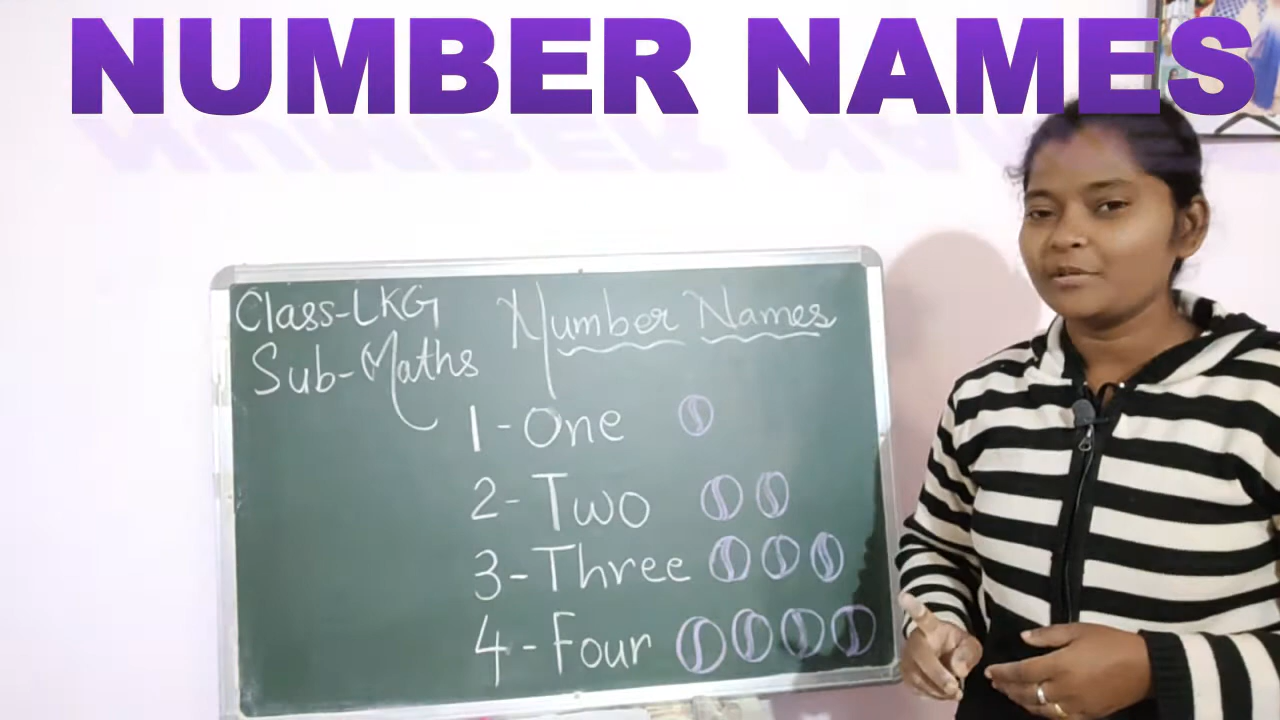 NUMBER NAMES
Class-LKG
Sub-Maths
Number Names
1-One
2-Two
3-Three
4-Four